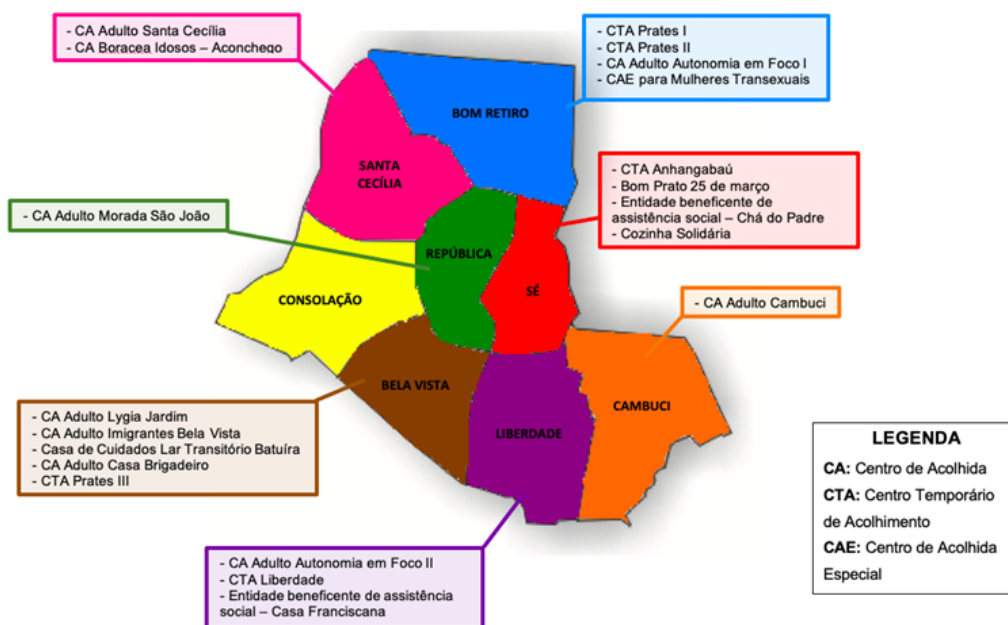 - CA Adulto Santa Cecília
- CA Boracea Idosos – Aconchego
- CTA Prates I
- CTA Prates II
- CA Adulto Autonomia em Foco I
- CAE para Mulheres Transexuais
BOM RETIRO
SANTA
CECÍLIA
- CTA Anhangabaú
- Bom Prato 25 de março
- Entidade beneficente de
assistência social – Chá do Padre
- Cozinha Solidária
- CA Adulto Morada São João
REPÚBLICA
SÉ
CONSOLAÇÃO
- CA Adulto Cambuci
BELA VISTA
CAMBUCI
LIBERDADE
- CA Adulto Lygia Jardim
- CA Adulto Imigrantes Bela Vista
- Casa de Cuidados Lar Transitório Batuíra
- CA Adulto Casa Brigadeiro
- CTA Prates III
LEGENDA
CA: Centro de Acolhida
CTA: Centro Temporário
de Acolhimento
CAE: Centro de Acolhida
Especial
- CA Adulto Autonomia em Foco II
- CTA Liberdade
- Entidade beneficente de assistência
social – Casa Franciscana